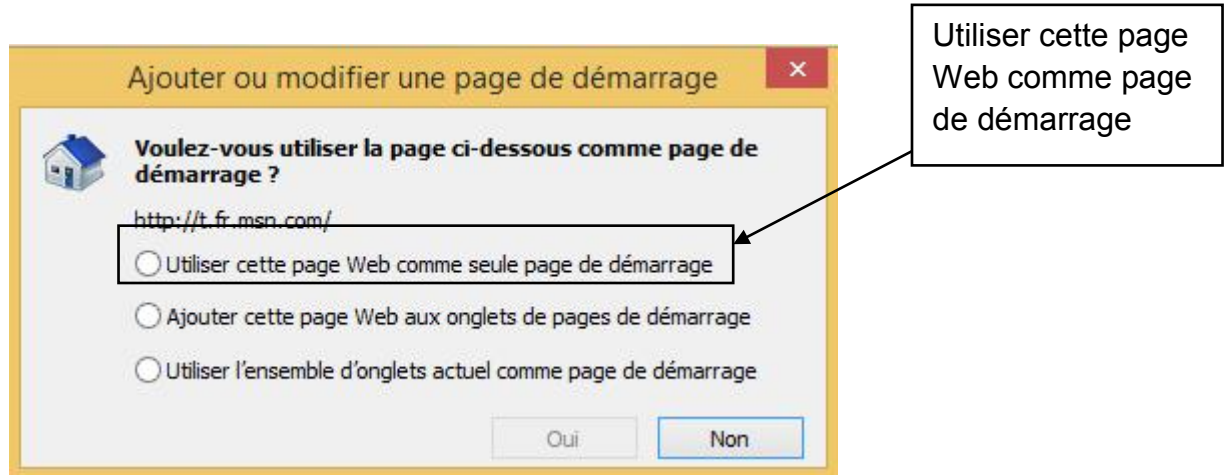 Utiliser cette page
Web comme page
de démarrage
Ajouter ou modifier une page de démarrage
Voulez-vous utiliser la page ci-dessous comme page de
démarrage ?
http://t.fr.msn.com/
Utiliser cette page Web comme seule page de démarrage
Ajouter cette page Web aux onglets de pages de démarrage
Utiliser l'ensemble d'onglets actuel comme page de démarrage
Oui
Non